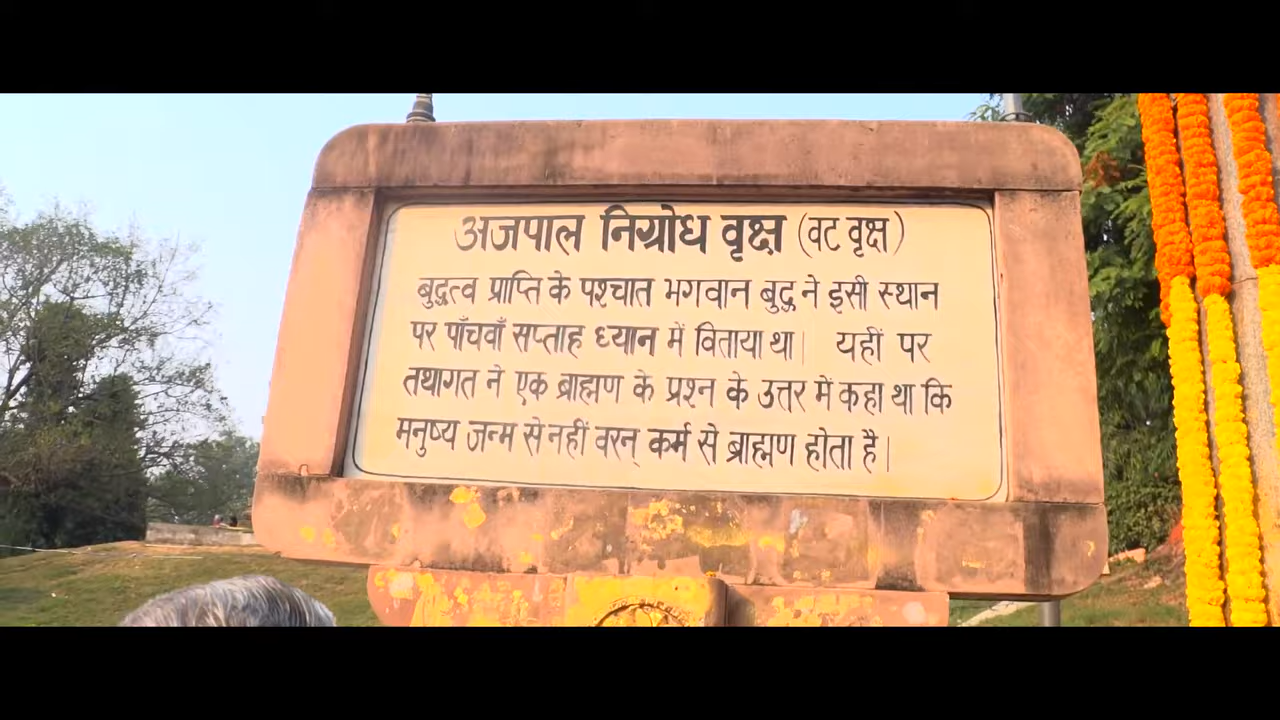 अजपाल निग्रोध वृक्ष (वट वृक्ष)
बुद्धत्व प्राप्ति के पश्चात भगवान बुद्ध ने इसी स्थान
पर पाँचवाँ सप्ताह ध्यान में विताया था। यहीं पर
तथागत ने एक ब्राह्मण के प्रश्न के उत्तर में कहा था कि
मनुष्य जन्म से नहीं वरन् कर्म से ब्राह्मण होता है।